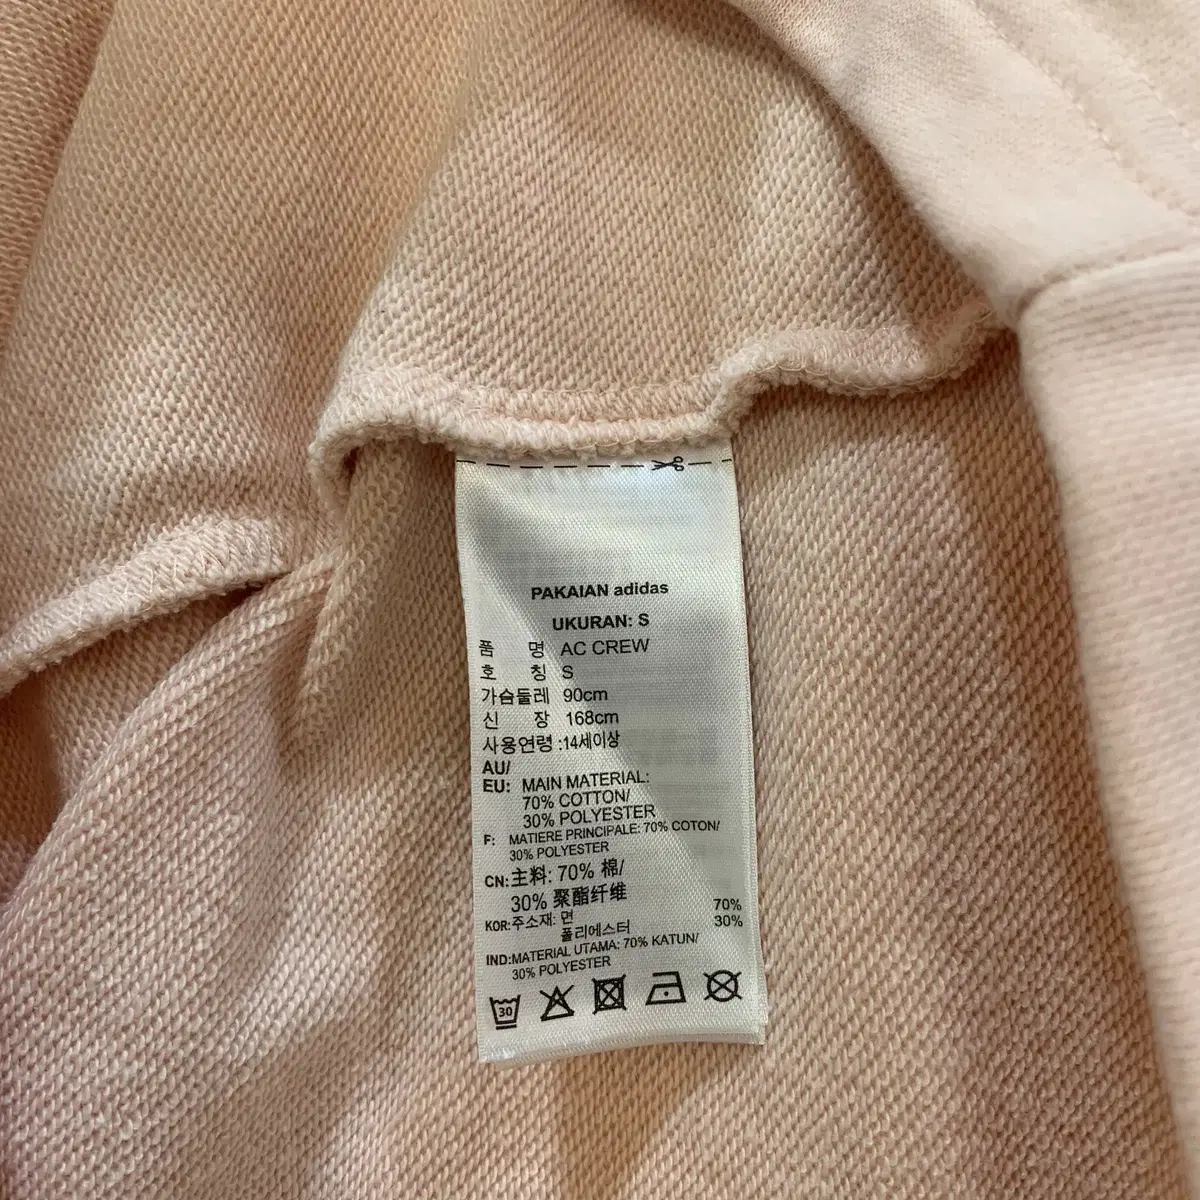 PAKAIAN adidas
UKURAN: S
품 명 AC CREW
호 칭 S
가슴둘레 90cm
신 장 168cm
사용연령 :14세이상
AU/
EU: MAIN MATERIAL:
70% COTTON/
30% POLYESTER
F: MATIERE PRINCIPALE: 70% COTON/
30% POLYESTER
CN:主料: 70% 棉/
30% 聚酯纤维
KOR:주소재: 면 70%
폴리에스터 30%
IND:MATERIAL UTAMA: 70% KATUN/
30% POLYESTER
30